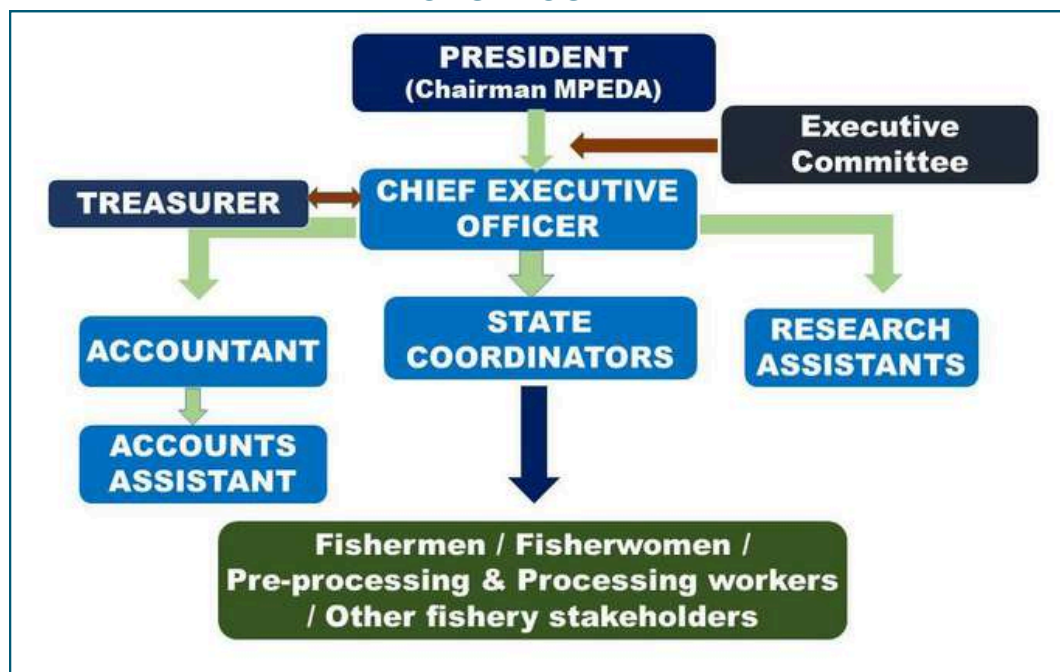 PRESIDENT
(Chairman MPEDA)
Executive
Committee
TREASURER
CHIEF EXECUTIVE
OFFICER
ACCOUNTANT
STATE
COORDINATORS
RESEARCH
ASSISTANTS
ACCOUNTS
ASSISTANT
Fishermen / Fisherwomen /
Pre-processing & Processing workers
/ Other fishery stakeholders